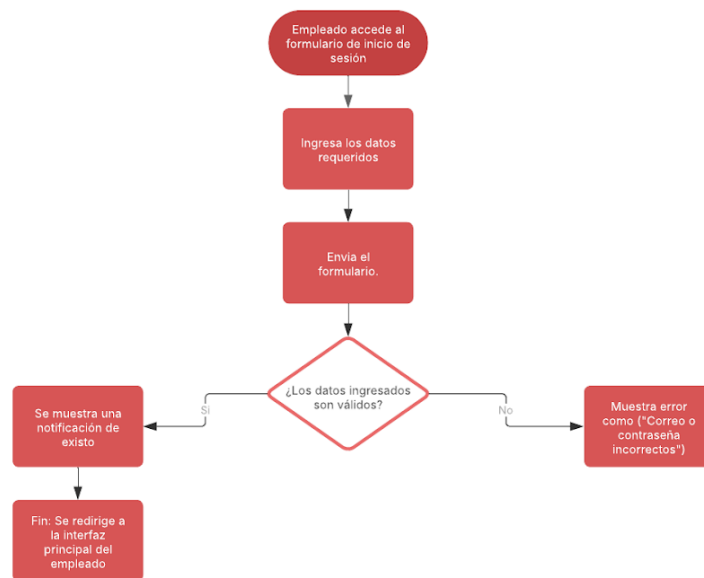 Empleado accede al
formulario de inicio de
sesión
Ingresa los datos
requeridos
Envia el
formulario.
¿Los datos ingresados
son válidos?
Si
No
Se muestra una
notificación de
existo
Muestra error
como ("Correo o
contraseña
incorrectos")
Fin: Se redirige a
la interfaz
principal del
empleado